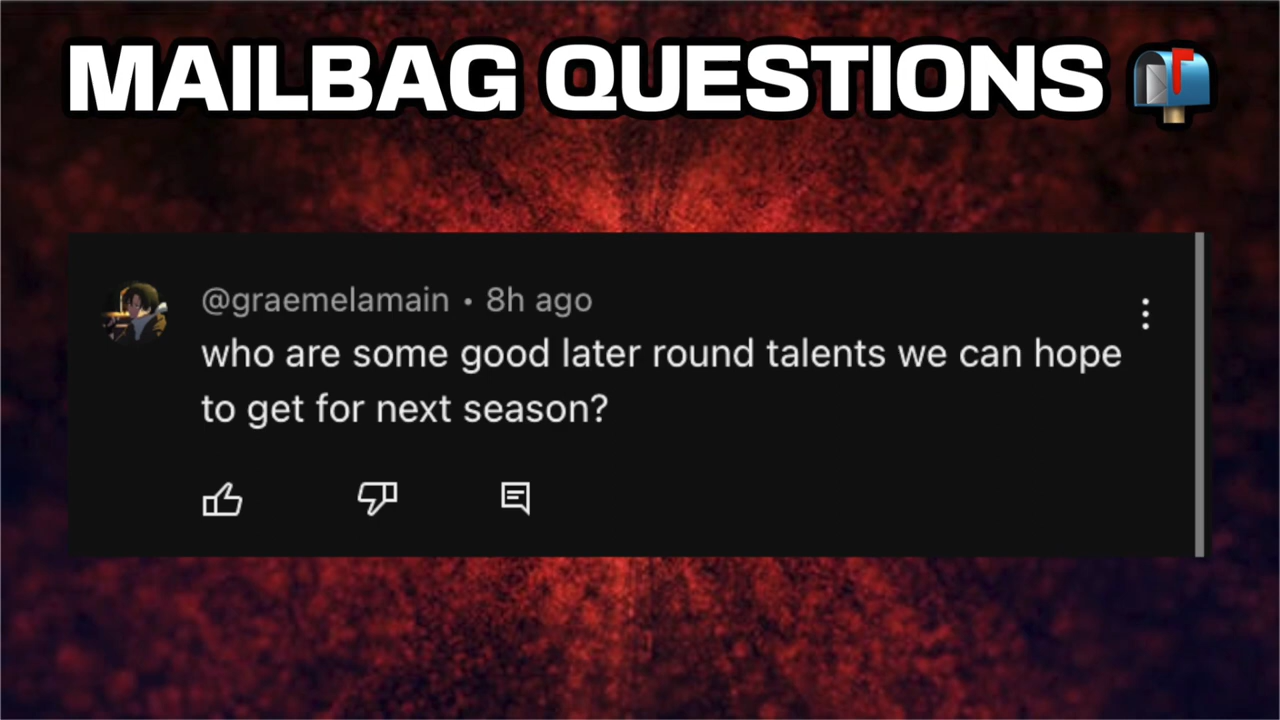 MAILBAG QUESTIONS
@graemelamain • 8h ago
who are some good later round talents we can hope
to get for next season?